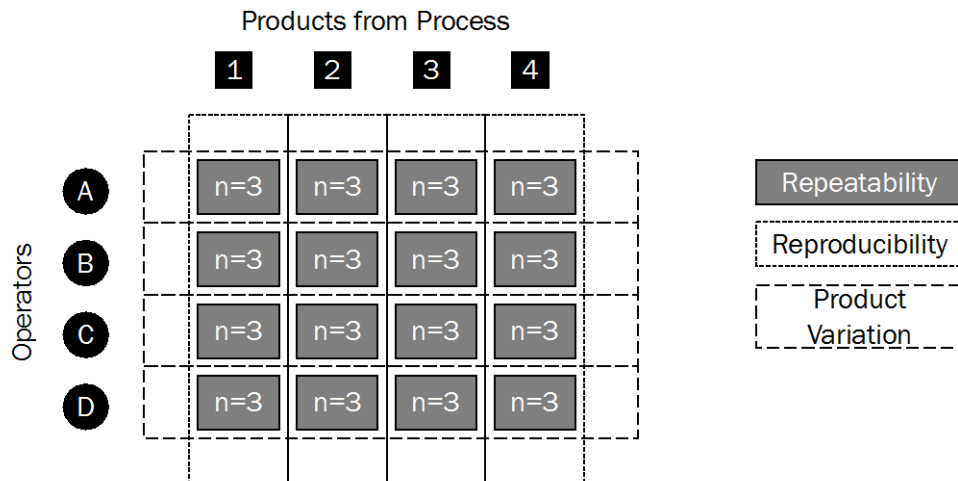 Products from Process
1 2 3 4
A n=3 n=3 n=3 n=3
B n=3 n=3 n=3 n=3
C n=3 n=3 n=3 n=3
D n=3 n=3 n=3 n=3
Operators
Repeatability
Reproducibility
Product
Variation